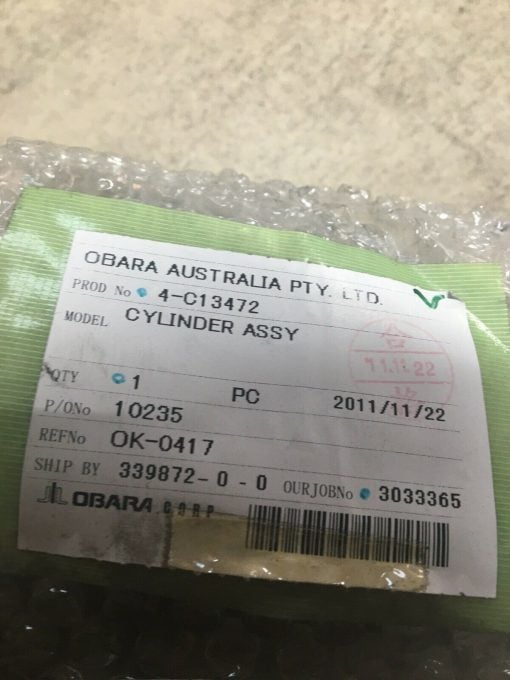 OBARA AUSTRALIA PTY. LTD.
PROD No 4-C13472
MODEL CYLINDER ASSY
QTY 1 PC 2011/11/22
P/ONo 10235
REFNo OK-0417
SHIP BY 339872-0 -0 OURJOBNo 3033365
OBARA CORP
11.11.22